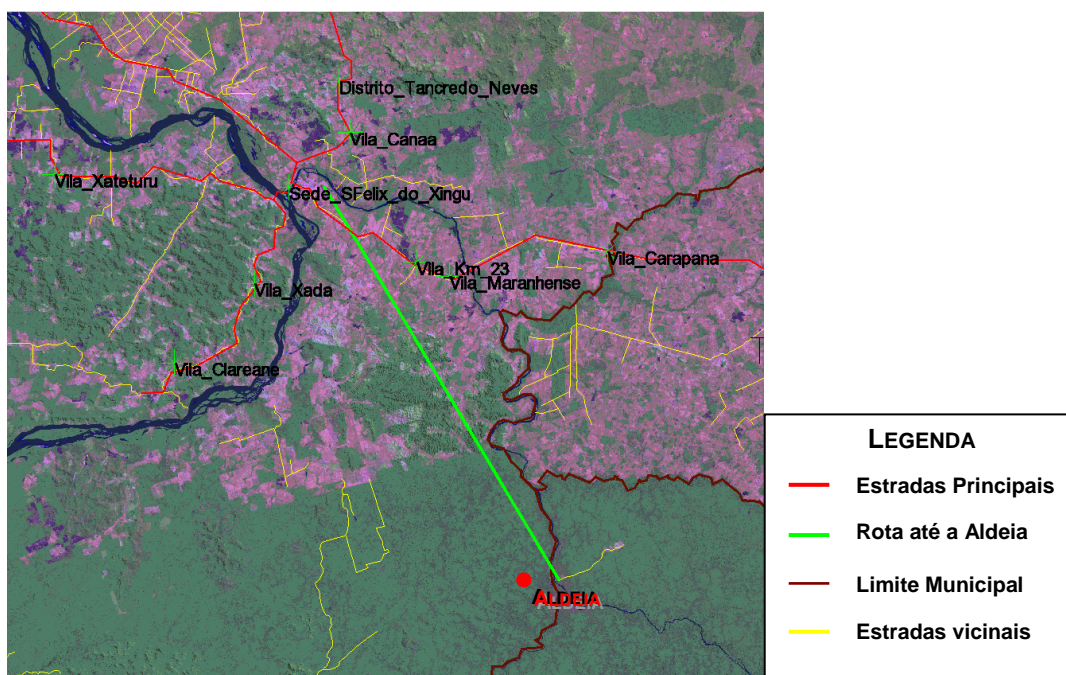 Distrito_Tancredo_Neves
Vila_Canaa
Vila_Xateturu
Sede_SFelix_do_Xingu
Vila_Carapana
Vila_Km_23
Vila_Maranhense
Vila_Xada
Vila_Clareane
ALDEIA
LEGENDA
Estradas Principais
Rota até a Aldeia
Limite Municipal
Estradas vicinais